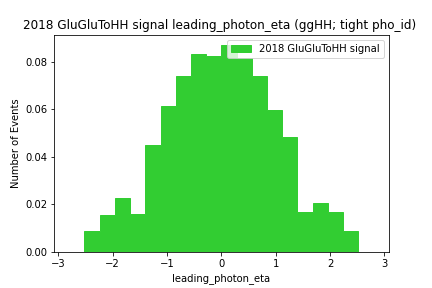 2018 GluGluToHH signal leading_photon_eta (ggHH; tight pho_id)
2018 GluGluToHH signal
Number of Events
0.08
0.06
0.04
0.02
0.00
−3 −2 −1 0 1 2 3
leading_photon_eta